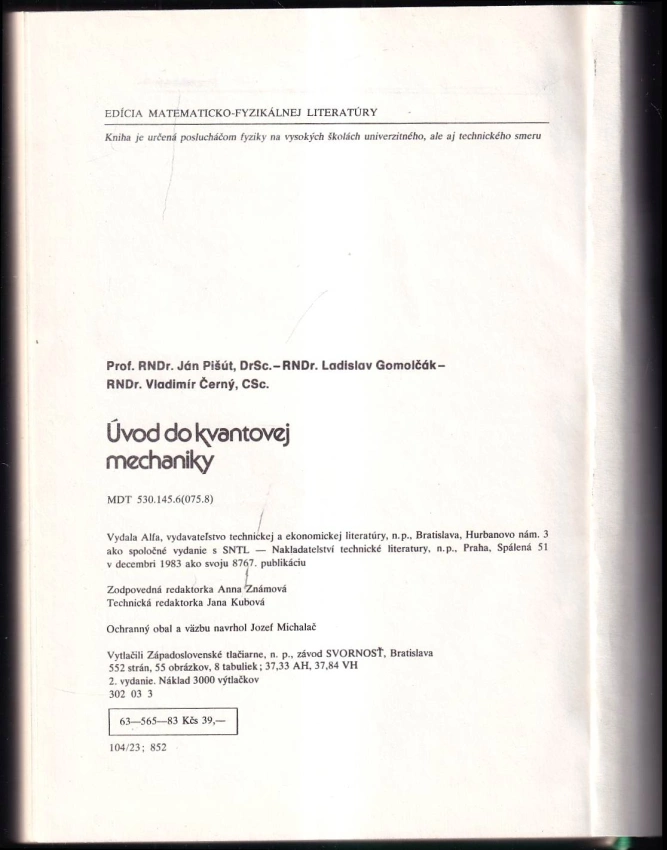 EDÍCIA MATEMATICKO-FYZIKÁLNEJ LITERATÚRY
Kniha je určená poslucháčom fyziky na vysokých školách univerzitného, ale aj technického smeru
Prof. RNDr. Ján Pišút, DrSc.–RNDr. Ladislav Gomolčák–
RNDr. Vladimír Černý, CSc.
Úvod do kvantovej
mechaniky
MDT 530.145.6(075.8)
Vydala Alfa, vydavateľstvo technickej a ekonomickej literatúry, n.p., Bratislava, Hurbanovo nám. 3
ako spoločné vydanie s SNTL — Nakladatelství technické literatury, n.p., Praha, Spálená 51
v decembri 1983 ako svoju 8767. publikáciu
Zodpovedná redaktorka Anna Známová
Technická redaktorka Jana Kubová
Ochranný obal a väzbu navrhol Jozef Michalač
Vytlačili Západoslovenské tlačiarne, n. p., závod SVORNOSŤ, Bratislava
552 strán, 55 obrázkov, 8 tabuliek; 37,33 AH, 37,84 VH
2. vydanie. Náklad 3000 výtlačkov
302 03 3
63—565—83 Kčs 39,—
104/23; 852